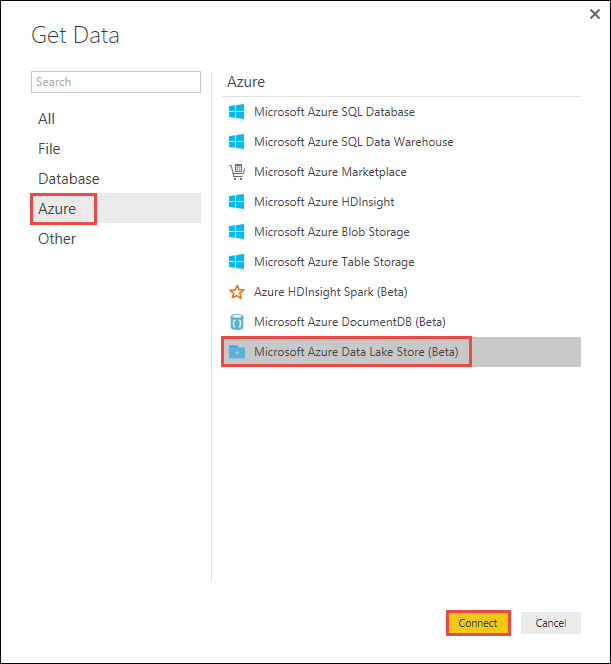 Get Data
Search
All
File
Database
Azure
Other
Azure
Microsoft Azure SQL Database
Microsoft Azure SQL Data Warehouse
Microsoft Azure Marketplace
Microsoft Azure HDInsight
Microsoft Azure Blob Storage
Microsoft Azure Table Storage
Azure HDInsight Spark (Beta)
Microsoft Azure DocumentDB (Beta)
Microsoft Azure Data Lake Store (Beta)
Connect
Cancel